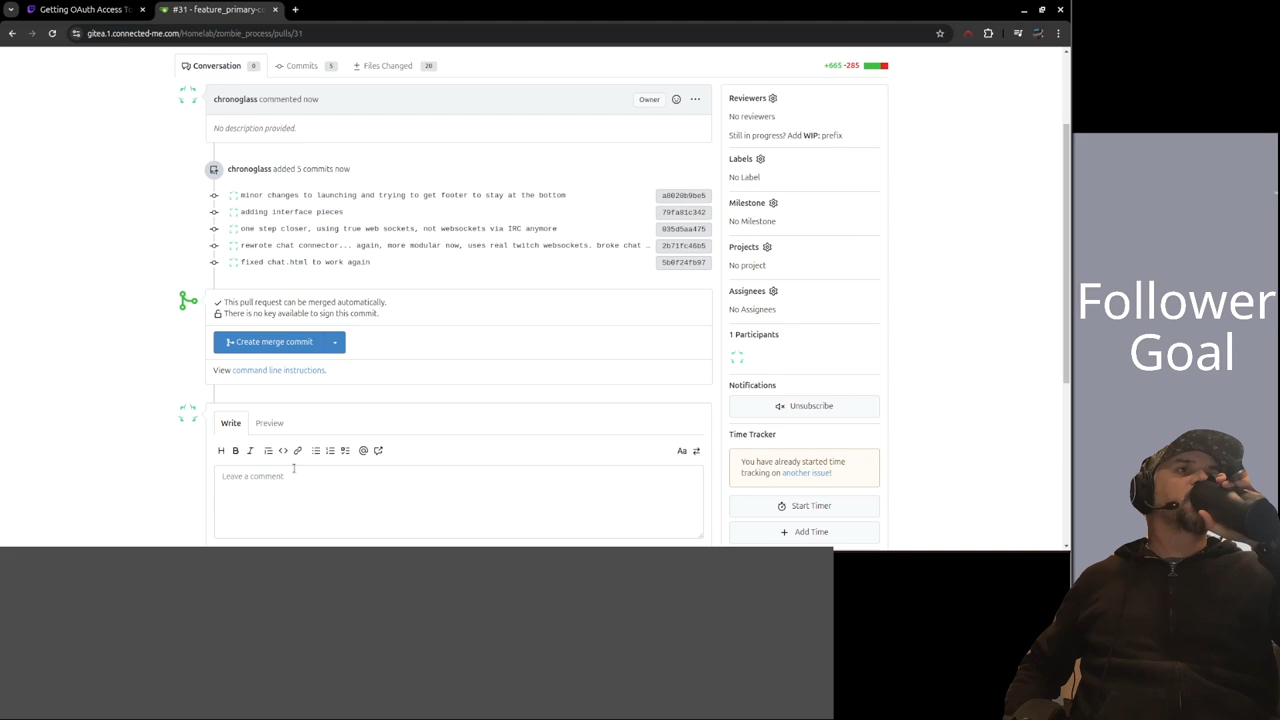 Getting OAuth Access To
#31 - feature_primary-c
gitea.1.connected-me.com/Homelab/zombie_process/pulls/31
Conversation 0
Commits 5
Files Changed 20
+665 -285
chronoglass commented now
Owner
No description provided.
chronoglass added 5 commits now
minor changes to launching and trying to get footer to stay at the bottom
a8020b9be5
adding interface pieces
79fa81c342
one step closer, using true web sockets, not websockets via IRC anymore
035d5aa475
rewrote chat connector... again, more modular now, uses real twitch websockets. broke chat …
2b71fc46b5
fixed chat.html to work again
5b0f24fb97
This pull request can be merged automatically.
There is no key available to sign this commit.
Create merge commit
View command line instructions.
Write
Preview
H B I
@
Aa
Leave a comment
Reviewers
No reviewers
Still in progress? Add WIP: prefix
Labels
No Label
Milestone
No Milestone
Projects
No project
Assignees
No Assignees
1 Participants
Notifications
Unsubscribe
Time Tracker
You have already started time
tracking on another issue!
Start Timer
Add Time
Follower
Goal